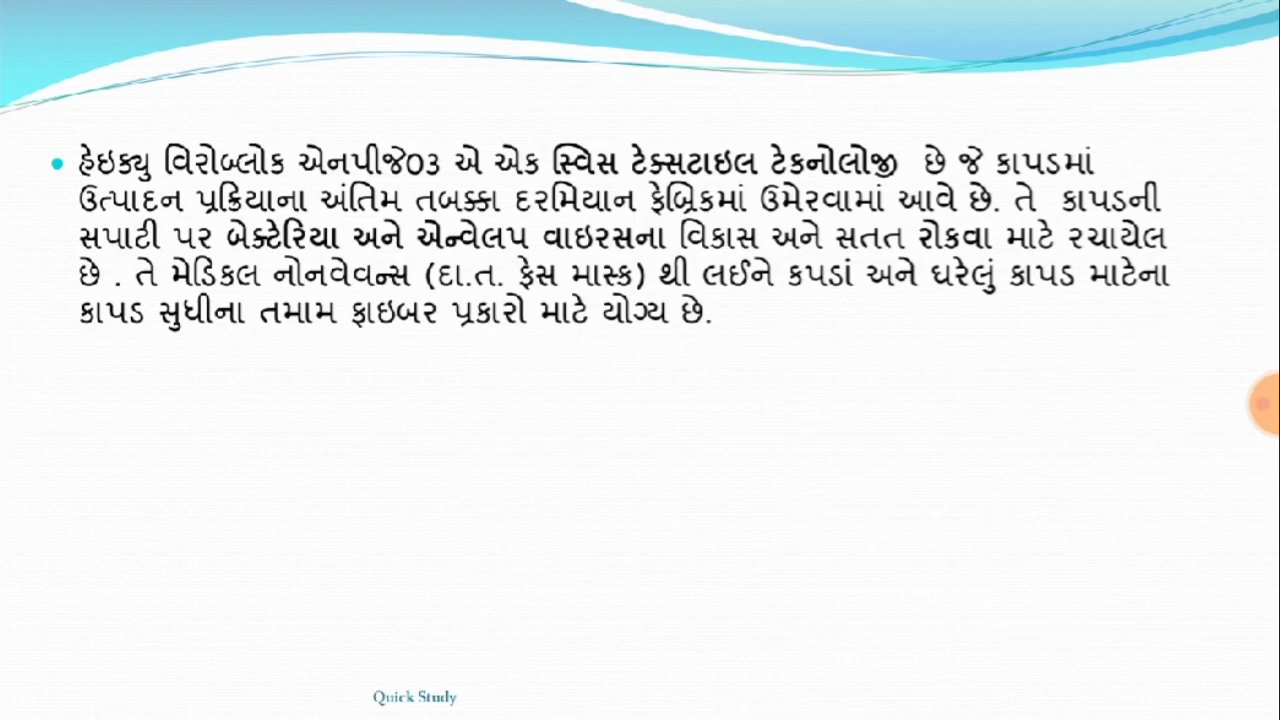 હેઇક્યુ વિરોબ્લોક એનપીજે03 એ એક સ્વિસ ટેક્સટાઇલ ટેકનોલોજી છે જે કાપડમાં
ઉત્પાદન પ્રક્રિયાના અંતિમ તબક્કા દરમિયાન ફેબ્રિકમાં ઉમેરવામાં આવે છે. તે કાપડની
સપાટી પર બેક્ટેરિયા અને એન્વેલપ વાઇરસના વિકાસ અને સતત રોકવા માટે રચાયેલ
છે . તે મેડિકલ નોનવેવન્સ (દા.ત. ફેસ માસ્ક) થી લઈને કપડાં અને ઘરેલું કાપડ માટેના
કાપડ સુધીના તમામ ફાઇબર પ્રકારો માટે યોગ્ય છે.
Quick Study